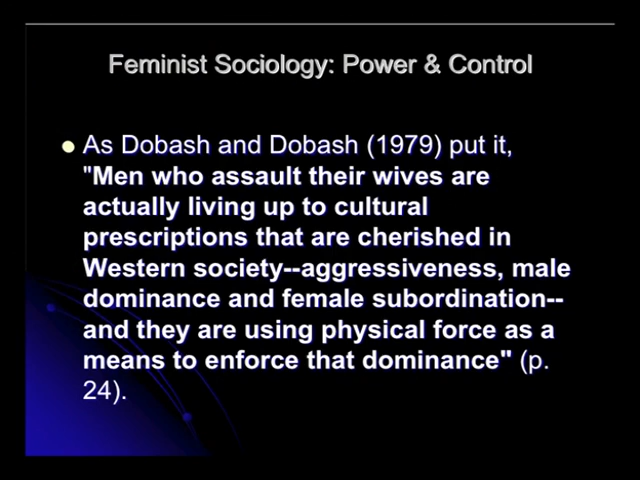 Feminist Sociology: Power & Control
As Dobash and Dobash (1979) put it,
"Men who assault their wives are
actually living up to cultural
prescriptions that are cherished in
Western society--aggressiveness, male
dominance and female subordination--
and they are using physical force as a
means to enforce that dominance" (p.
24).